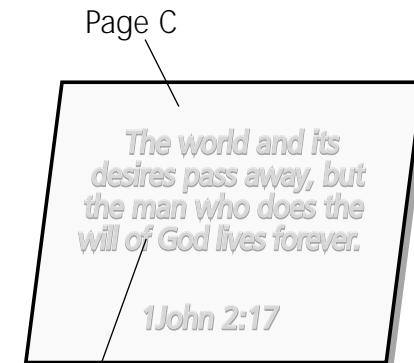 Page C
The world and its
desires pass away, but
the man who does the
will of God lives forever.
1John 2:17